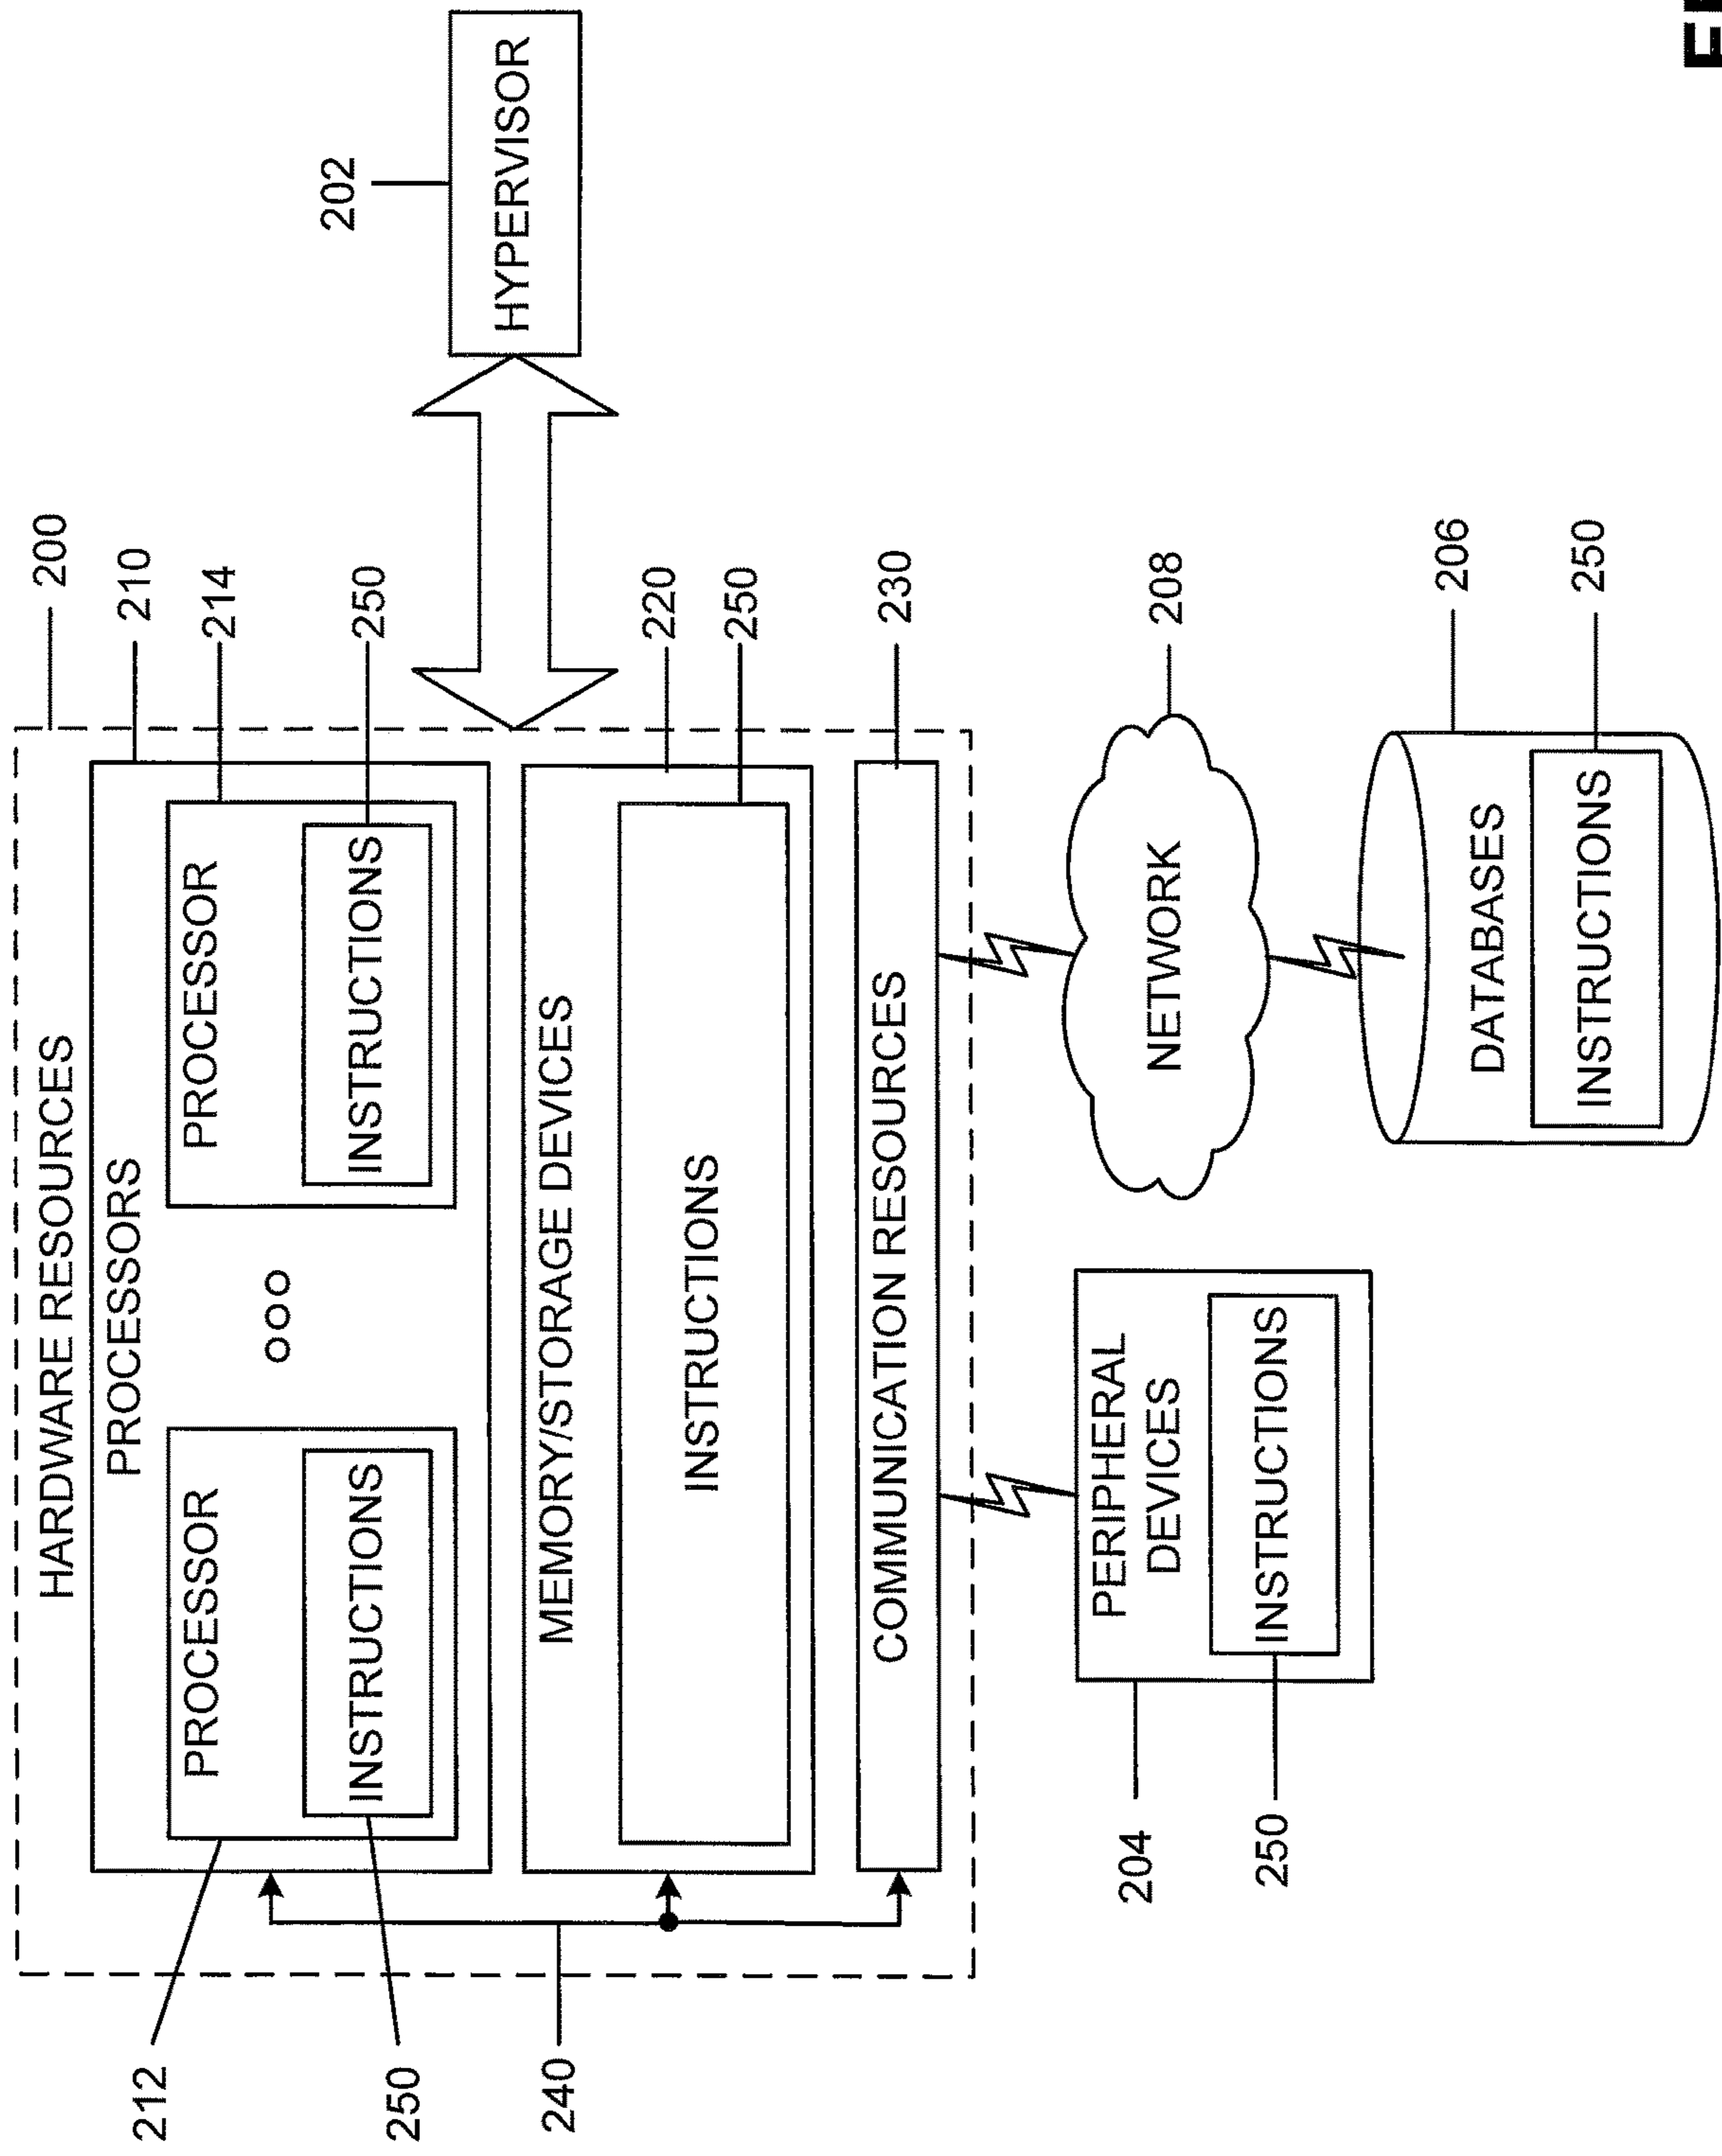 HARDWARE RESOURCES
200
PROCESSORS
210
PROCESSOR
INSTRUCTIONS
212
250
ooo
PROCESSOR
INSTRUCTIONS
214
250
MEMORY/STORAGE DEVICES
220
INSTRUCTIONS
250
COMMUNICATION RESOURCES
230
240
202
HYPERVISOR
PERIPHERAL
DEVICES
INSTRUCTIONS
204
250
NETWORK
208
DATABASES
INSTRUCTIONS
206
250